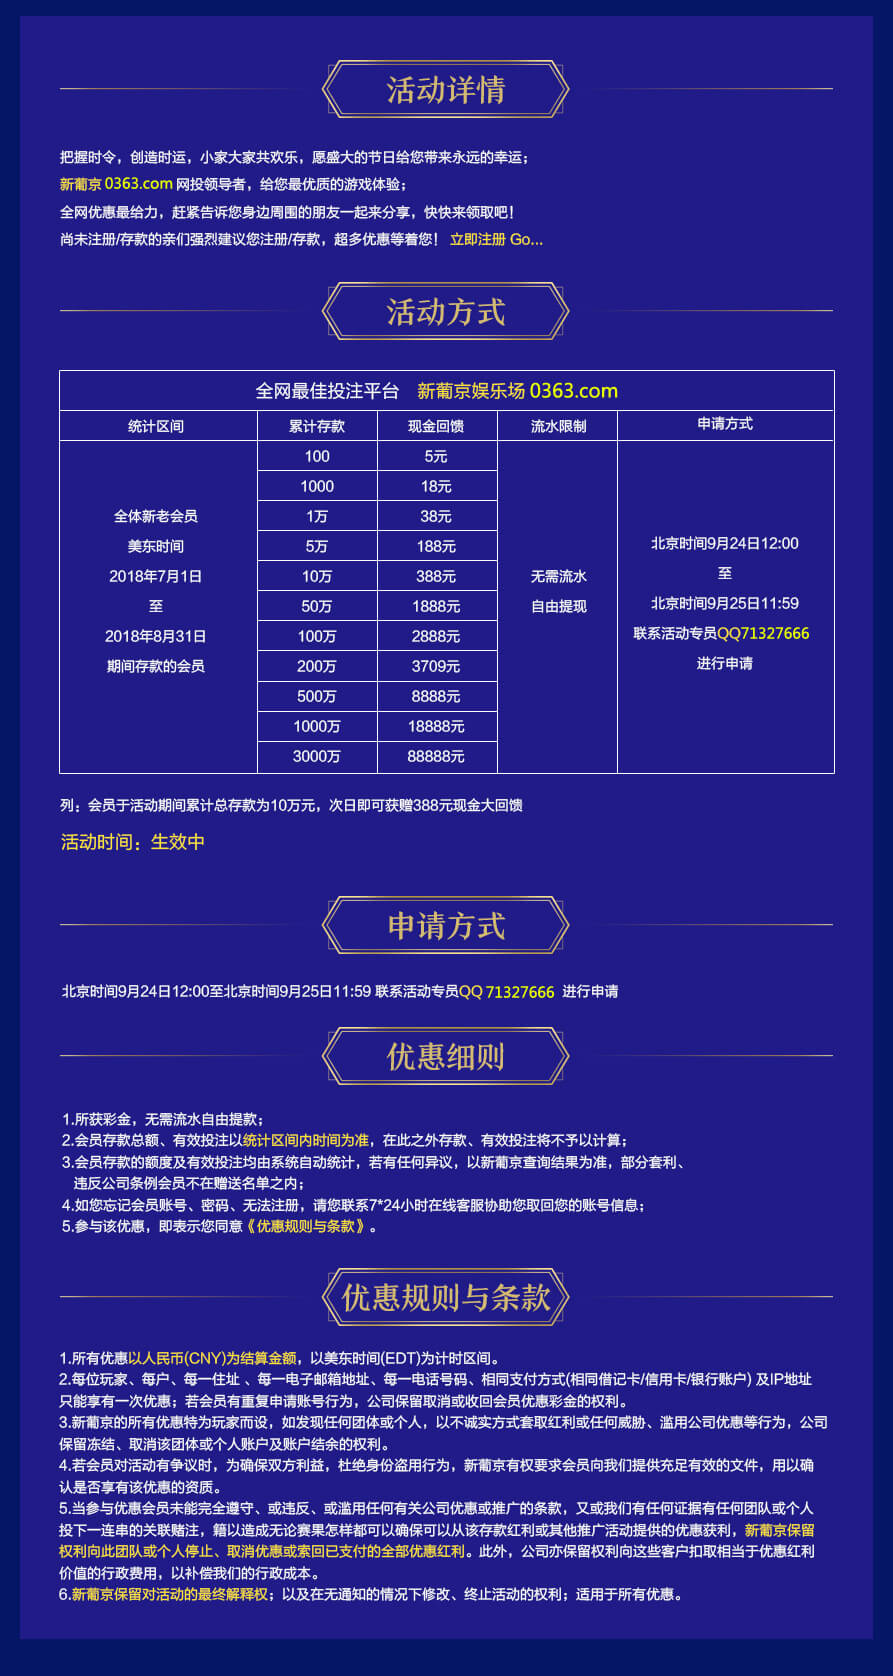 活动详情
把握时令，创造时运，小家大家共欢乐，愿盛大的节日给您带来永远的幸运；
新葡京 0363.com 网投领导者，给您最优质的游戏体验；
全网优惠最给力，赶紧告诉您身边周围的朋友一起来分享，快快来领取吧！
尚未注册/存款的亲们强烈建议您注册/存款，超多优惠等着您！ 立即注册 Go...
活动方式
全网最佳投注平台 新葡京娱乐场 0363.com
统计区间 累计存款 现金回馈 流水限制 申请方式
100 5元
1000 18元
全体新老会员 1万 38元
美东时间 5万 188元 北京时间9月24日12:00
2018年7月1日 10万 388元 无需流水 至
至 50万 1888元 自由提现 北京时间9月25日11:59
2018年8月31日 100万 2888元 联系活动专员QQ71327666
期间存款的会员 200万 3709元 进行申请
500万 8888元
1000万 18888元
3000万 88888元
列：会员于活动期间累计总存款为10万元，次日即可获赠388元现金大回馈
活动时间：生效中
申请方式
北京时间9月24日12:00至北京时间9月25日11:59 联系活动专员QQ 71327666 进行申请
优惠细则
1.所获彩金，无需流水自由提款；
2.会员存款总额、有效投注以统计区间内时间为准，在此之外存款、有效投注将不予以计算；
3.会员存款的额度及有效投注均由系统自动统计，若有任何异议，以新葡京查询结果为准，部分套利、
违反公司条例会员不在赠送名单之内；
4.如您忘记会员账号、密码、无法注册，请您联系7*24小时在线客服协助您取回您的账号信息；
5.参与该优惠，即表示您同意《优惠规则与条款》。
优惠规则与条款
1.所有优惠以人民币(CNY)为结算金额，以美东时间(EDT)为计时区间。
2.每位玩家、每户、每一住址 、每一电子邮箱地址、每一电话号码、相同支付方式(相同借记卡/信用卡/银行账户) 及IP地址
只能享有一次优惠；若会员有重复申请账号行为，公司保留取消或收回会员优惠彩金的权利。
3.新葡京的所有优惠特为玩家而设，如发现任何团体或个人，以不诚实方式套取红利或任何威胁、滥用公司优惠等行为，公司
保留冻结、取消该团体或个人账户及账户结余的权利。
4.若会员对活动有争议时，为确保双方利益，杜绝身份盗用行为，新葡京有权要求会员向我们提供充足有效的文件，用以确
认是否享有该优惠的资质。
5.当参与优惠会员未能完全遵守、或违反、或滥用任何有关公司优惠或推广的条款，又或我们有任何证据有任何团队或个人
投下一连串的关联赌注，籍以造成无论赛果怎样都可以确保可以从该存款红利或其他推广活动提供的优惠获利，新葡京保留
权利向此团队或个人停止、取消优惠或索回已支付的全部优惠红利。此外，公司亦保留权利向这些客户扣取相当于优惠红利
价值的行政费用，以补偿我们的行政成本。
6.新葡京保留对活动的最终解释权；以及在无通知的情况下修改、终止活动的权利；适用于所有优惠。